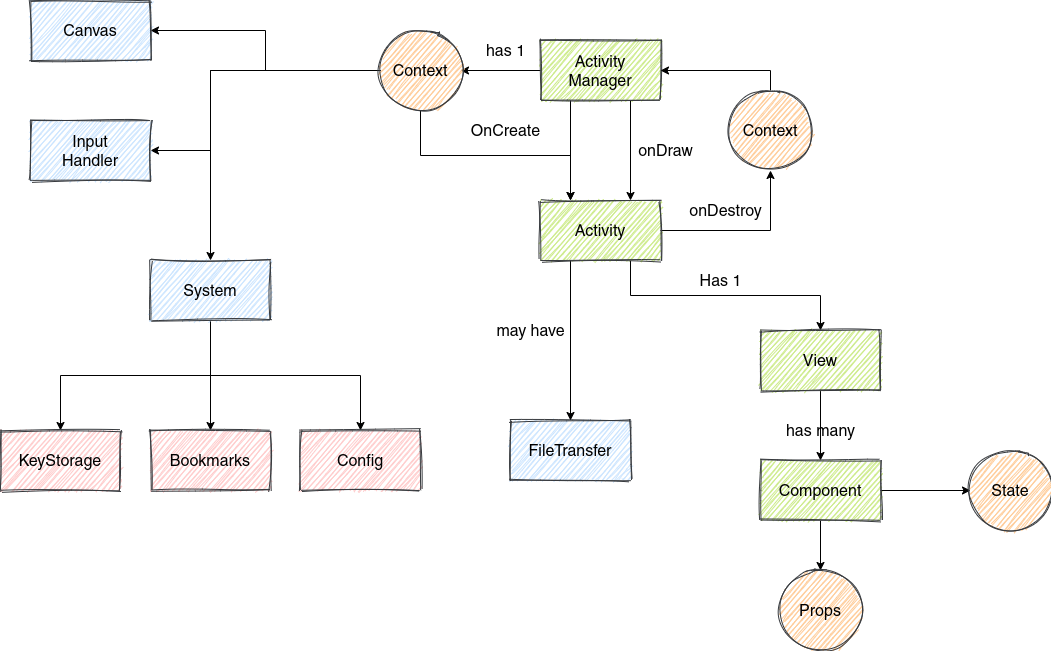 Canvas
has 1
Context
Activity
Manager
Context
Input
Handler
OnCreate
onDraw
onDestroy
Activity
System
Has 1
may have
View
has many
KeyStorage
Bookmarks
Config
FileTransfer
Component
State
Props